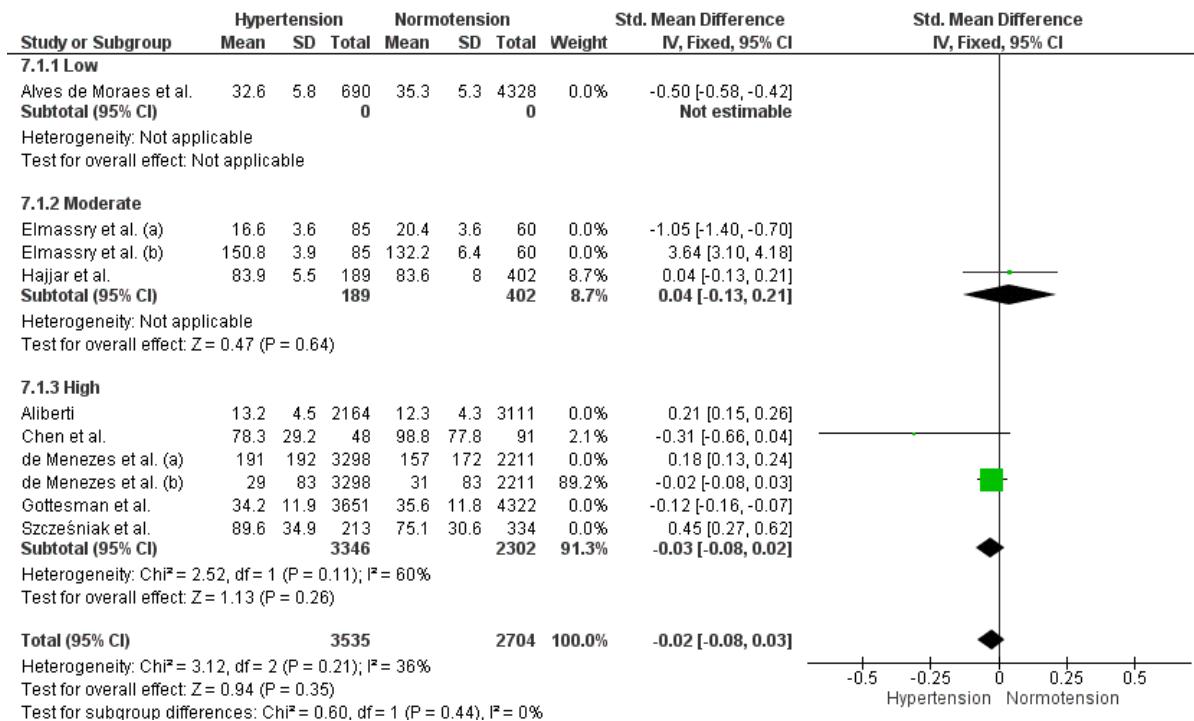 Hypertension Normotension Std. Mean Difference Std. Mean Difference
Study or Subgroup Mean SD Total Mean SD Total Weight IV, Fixed, 95% CI IV, Fixed, 95% CI
7.1.1 Low
Alves de Moraes et al. 32.6 5.8 690 35.3 5.3 4328 0.0% -0.50 [-0.58, -0.42]
Subtotal (95% CI) 0 0 Not estimable
Heterogeneity: Not applicable
Test for overall effect: Not applicable
7.1.2 Moderate
Elmassry et al. (a) 16.6 3.6 85 20.4 3.6 60 0.0% -1.05 [-1.40, -0.70]
Elmassry et al. (b) 150.8 3.9 85 132.2 6.4 60 0.0% 3.64 [3.10, 4.18]
Hajjar et al. 83.9 5.5 189 83.6 8 402 8.7% 0.04 [-0.13, 0.21]
Subtotal (95% CI) 189 402 8.7% 0.04 [-0.13, 0.21]
Heterogeneity: Not applicable
Test for overall effect: Z = 0.47 (P = 0.64)
7.1.3 High
Aliberti 13.2 4.5 2164 12.3 4.3 3111 0.0% 0.21 [0.15, 0.26]
Chen et al. 78.3 29.2 48 98.8 77.8 91 2.1% -0.31 [-0.66, 0.04]
de Menezes et al. (a) 191 192 3298 157 172 2211 0.0% 0.18 [0.13, 0.24]
de Menezes et al. (b) 29 83 3298 31 83 2211 89.2% -0.02 [-0.08, 0.03]
Gottesman et al. 34.2 11.9 3651 35.6 11.8 4322 0.0% -0.12 [-0.16, -0.07]
Szcześniak et al. 89.6 34.9 213 75.1 30.6 334 0.0% 0.45 [0.27, 0.62]
Subtotal (95% CI) 3346 2302 91.3% -0.03 [-0.08, 0.02]
Heterogeneity: Chi² = 2.52, df = 1 (P = 0.11); I² = 60%
Test for overall effect: Z = 1.13 (P = 0.26)
Total (95% CI) 3535 2704 100.0% -0.02 [-0.08, 0.03]
Heterogeneity: Chi² = 3.12, df = 2 (P = 0.21); I² = 36%
Test for overall effect: Z = 0.94 (P = 0.35)
Test for subgroup differences: Chi² = 0.60, df = 1 (P = 0.44), I² = 0%
-0.5 -0.25 0 0.25 0.5
Hypertension Normotension